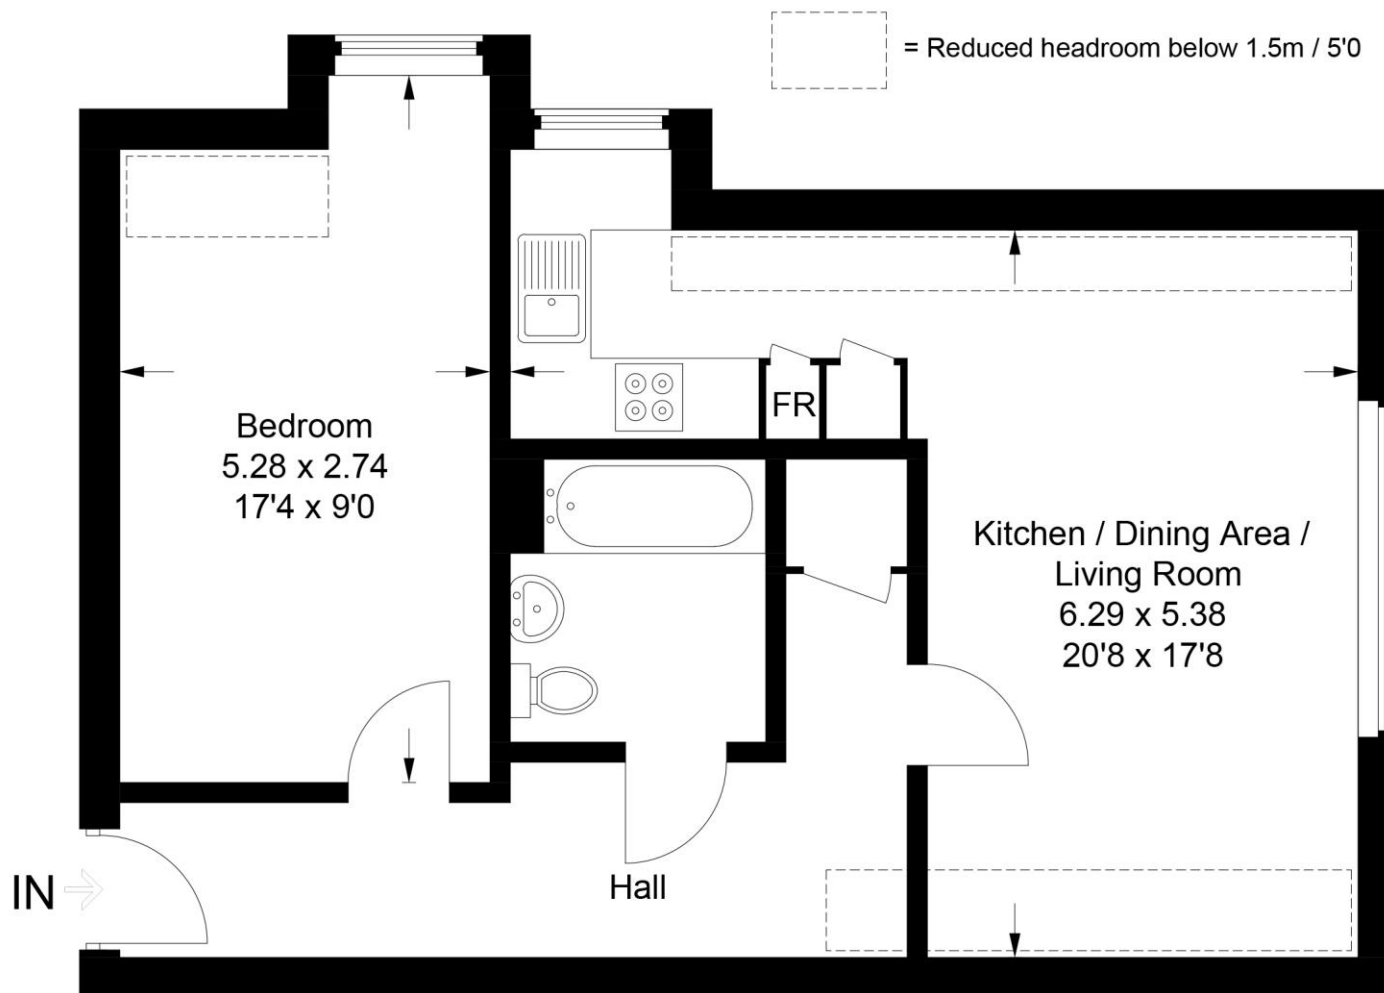 = Reduced headroom below 1.5m / 5'0
Bedroom
5.28 x 2.74
17'4 x 9'0
FR
Kitchen / Dining Area /
Living Room
6.29 x 5.38
20'8 x 17'8
IN
Hall